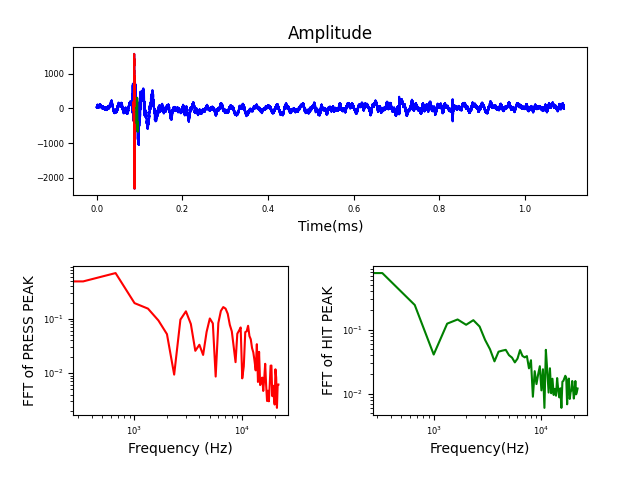 Amplitude
1000
0
−1000
−2000
0.0 0.2 0.4 0.6 0.8 1.0
Time(ms)
FFT of PRESS PEAK
10⁻¹
10⁻²
10³ 10⁴
Frequency (Hz)
FFT of HIT PEAK
10⁻¹
10⁻²
10³ 10⁴
Frequency(Hz)